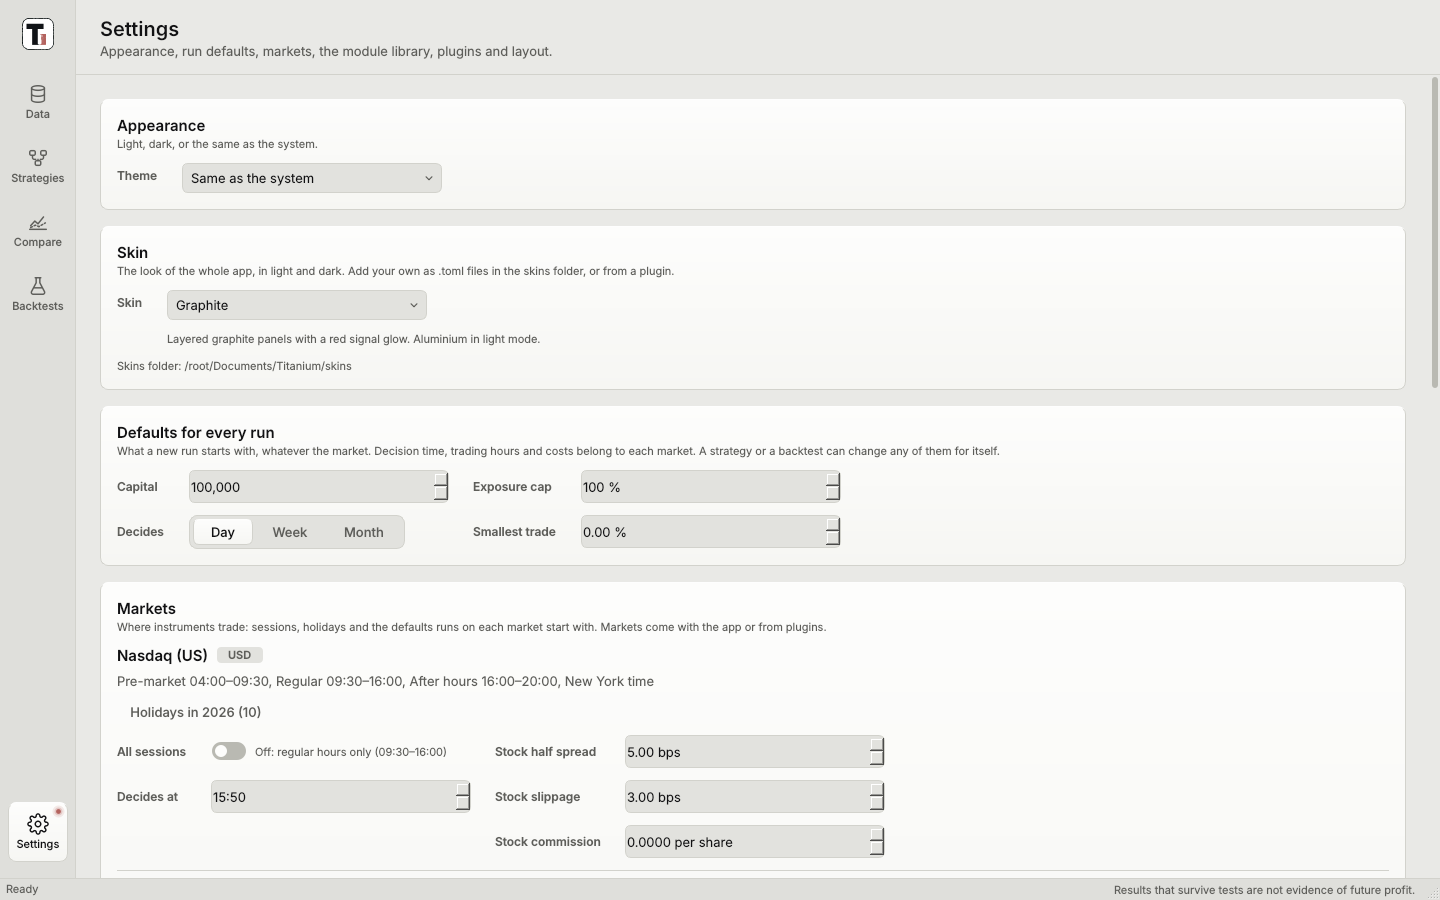 Ti
Settings
Appearance, run defaults, markets, the module library, plugins and layout.
Data
Strategies
Compare
Backtests
Settings
Appearance
Light, dark, or the same as the system.
Theme Same as the system
Skin
The look of the whole app, in light and dark. Add your own as .toml files in the skins folder, or from a plugin.
Skin Graphite
Layered graphite panels with a red signal glow. Aluminium in light mode.
Skins folder: /root/Documents/Titanium/skins
Defaults for every run
What a new run starts with, whatever the market. Decision time, trading hours and costs belong to each market. A strategy or a backtest can change any of them for itself.
Capital 100,000 Exposure cap 100 %
Decides Day Week Month Smallest trade 0.00 %
Markets
Where instruments trade: sessions, holidays and the defaults runs on each market start with. Markets come with the app or from plugins.
Nasdaq (US) USD
Pre-market 04:00–09:30, Regular 09:30–16:00, After hours 16:00–20:00, New York time
Holidays in 2026 (10)
All sessions Off: regular hours only (09:30–16:00) Stock half spread 5.00 bps
Decides at 15:50 Stock slippage 3.00 bps
Stock commission 0.0000 per share
Ready Results that survive tests are not evidence of future profit.